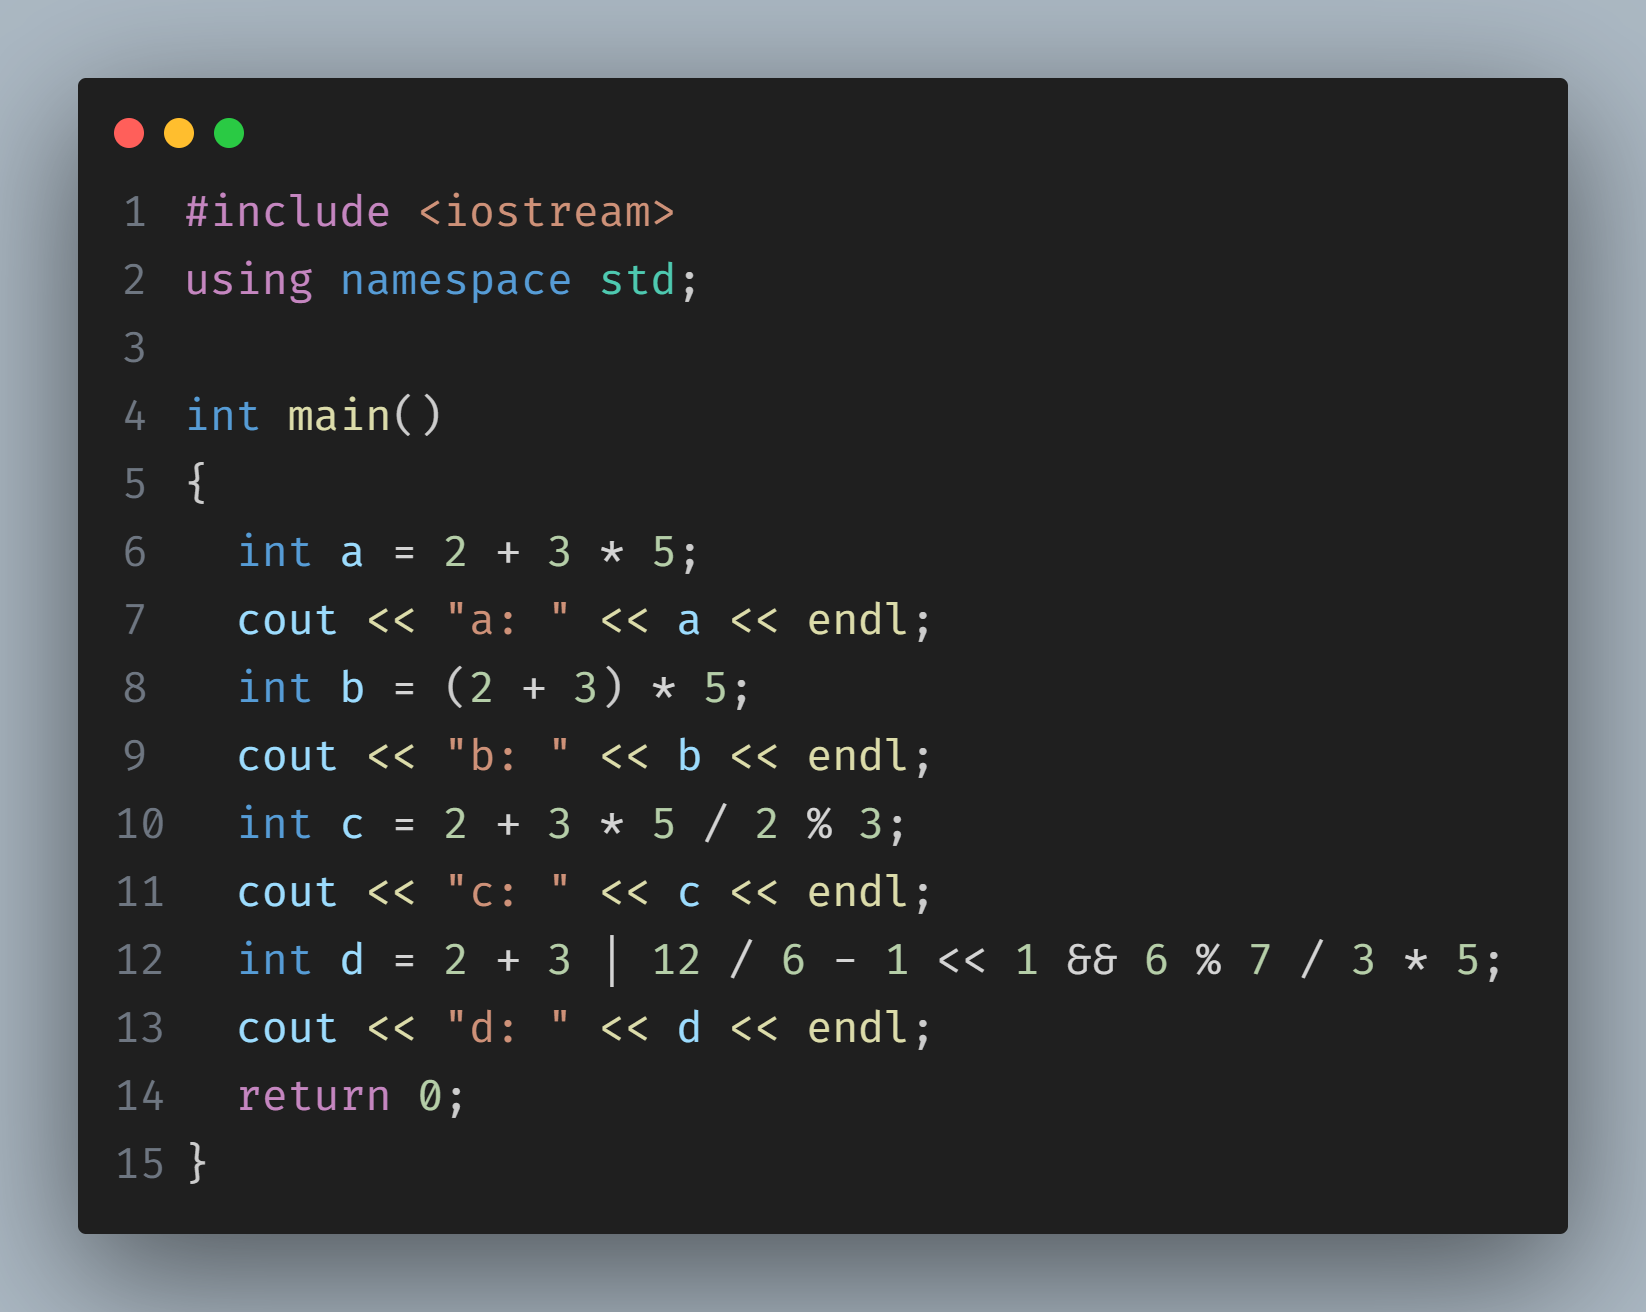 1 #include <iostream>
2 using namespace std;
3
4 int main()
5 {
6   int a = 2 + 3 * 5;
7   cout << "a: " << a << endl;
8   int b = (2 + 3) * 5;
9   cout << "b: " << b << endl;
10   int c = 2 + 3 * 5 / 2 % 3;
11   cout << "c: " << c << endl;
12   int d = 2 + 3 | 12 / 6 - 1 << 1 && 6 % 7 / 3 * 5;
13   cout << "d: " << d << endl;
14   return 0;
15 }